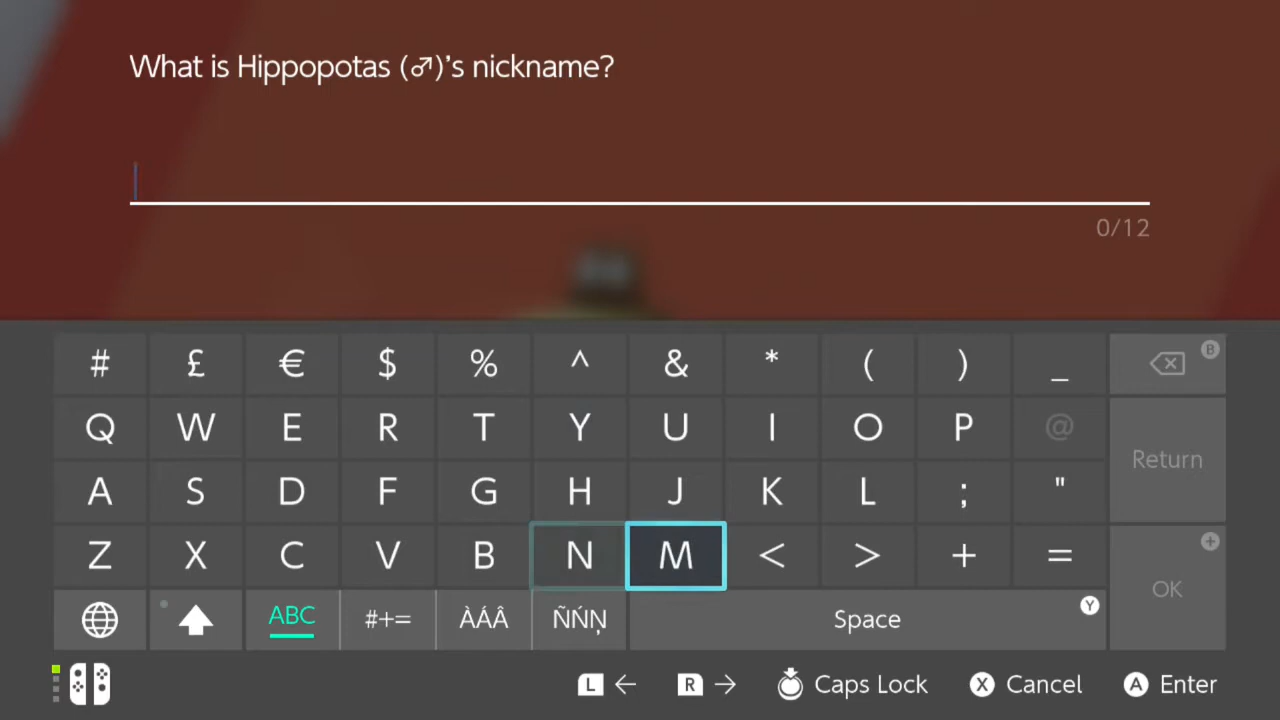 What is Hippopotas (♂)'s nickname?
0/12
# £ € $ % ^ & * ( ) _ B
Q W E R T Y U I O P @
Return
A S D F G H J K L ; "
Z X C V B N M < > + =
OK
ABC #+= ÀÁÂ ÑŃŅ Space Y
L ← R → Caps Lock X Cancel A Enter